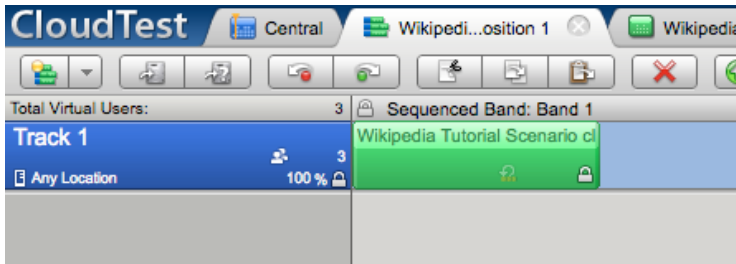 CloudTest
Central
Wikipedi...osition 1
Wikipedia
Total Virtual Users: 3
Sequenced Band: Band 1
Track 1
Wikipedia Tutorial Scenario cl
3
Any Location
100 %